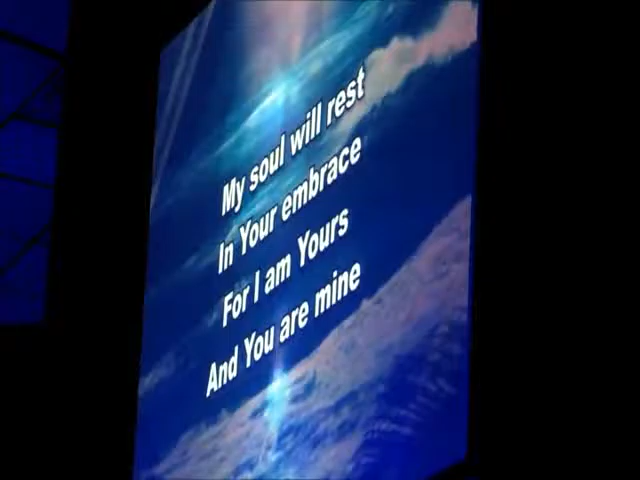 My soul will rest
In Your embrace
For I am Yours
And You are mine